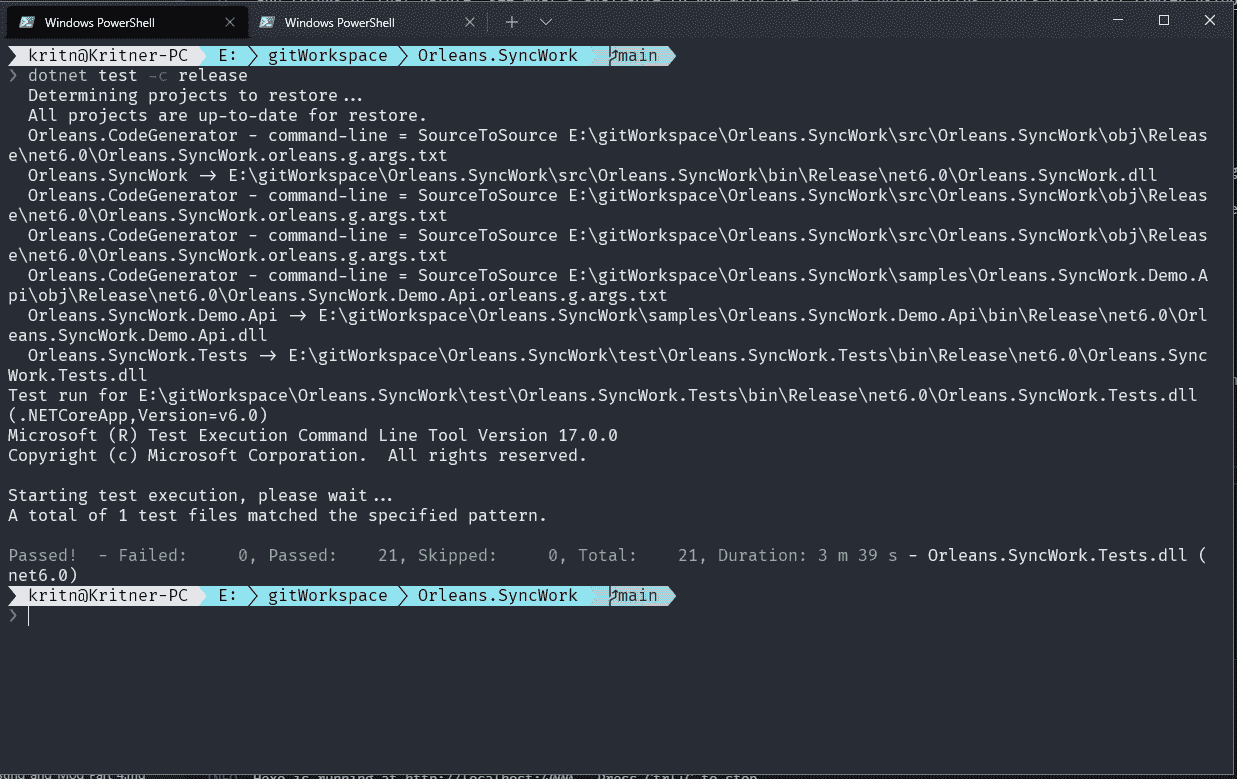 Windows PowerShell
Windows PowerShell
kritn@Kritner-PC E: gitWorkspace Orleans.SyncWork main
❯ dotnet test -c release
Determining projects to restore...
All projects are up-to-date for restore.
Orleans.CodeGenerator - command-line = SourceToSource E:\gitWorkspace\Orleans.SyncWork\src\Orleans.SyncWork\obj\Releas
e\net6.0\Orleans.SyncWork.orleans.g.args.txt
Orleans.SyncWork -> E:\gitWorkspace\Orleans.SyncWork\src\Orleans.SyncWork\bin\Release\net6.0\Orleans.SyncWork.dll
Orleans.CodeGenerator - command-line = SourceToSource E:\gitWorkspace\Orleans.SyncWork\src\Orleans.SyncWork\obj\Releas
e\net6.0\Orleans.SyncWork.orleans.g.args.txt
Orleans.CodeGenerator - command-line = SourceToSource E:\gitWorkspace\Orleans.SyncWork\src\Orleans.SyncWork\obj\Releas
e\net6.0\Orleans.SyncWork.orleans.g.args.txt
Orleans.CodeGenerator - command-line = SourceToSource E:\gitWorkspace\Orleans.SyncWork\samples\Orleans.SyncWork.Demo.A
pi\obj\Release\net6.0\Orleans.SyncWork.Demo.Api.orleans.g.args.txt
Orleans.SyncWork.Demo.Api -> E:\gitWorkspace\Orleans.SyncWork\samples\Orleans.SyncWork.Demo.Api\bin\Release\net6.0\Orl
eans.SyncWork.Demo.Api.dll
Orleans.SyncWork.Tests -> E:\gitWorkspace\Orleans.SyncWork\test\Orleans.SyncWork.Tests\bin\Release\net6.0\Orleans.Sync
Work.Tests.dll
Test run for E:\gitWorkspace\Orleans.SyncWork\test\Orleans.SyncWork.Tests\bin\Release\net6.0\Orleans.SyncWork.Tests.dll
(.NETCoreApp,Version=v6.0)
Microsoft (R) Test Execution Command Line Tool Version 17.0.0
Copyright (c) Microsoft Corporation.  All rights reserved.
Starting test execution, please wait...
A total of 1 test files matched the specified pattern.
Passed!  - Failed:     0, Passed:    21, Skipped:     0, Total:    21, Duration: 3 m 39 s - Orleans.SyncWork.Tests.dll (
net6.0)
kritn@Kritner-PC E: gitWorkspace Orleans.SyncWork main
❯